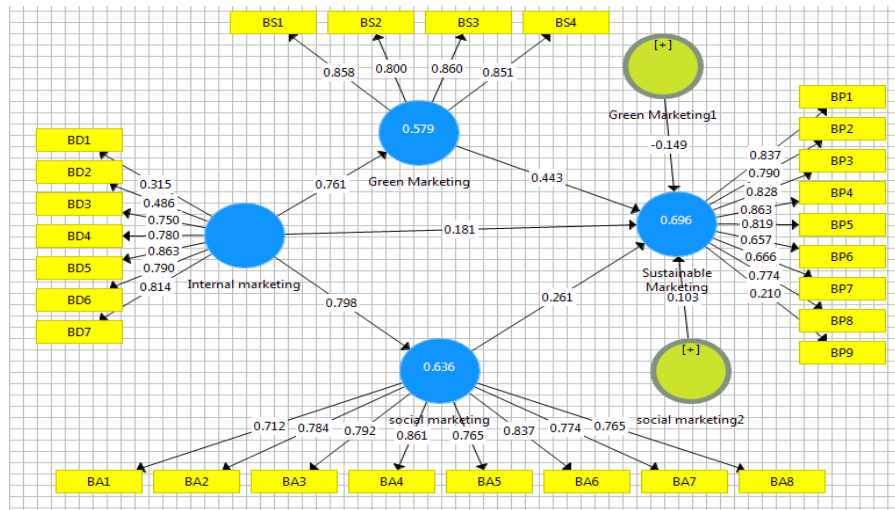 BS1 BS2 BS3 BS4
[+]
0.858 0.800 0.860 0.851
Green Marketing1
BP1
BP2
BP3
BP4
BP5
BP6
BP7
BP8
BP9
0.579
Green Marketing
-0.149
BD1
BD2
BD3
BD4
BD5
BD6
BD7
0.315
0.486
0.750
0.780
0.863
0.790
0.814
0.761
0.443
0.837
0.790
0.828
0.863
0.819
0.657
0.666
0.774
0.210
0.181
0.696
Internal marketing
Sustainable
Marketing
0.103
0.798
0.261
[+]
0.636
social marketing
social marketing2
0.712 0.784 0.792 0.861 0.765 0.837 0.774 0.765
BA1 BA2 BA3 BA4 BA5 BA6 BA7 BA8